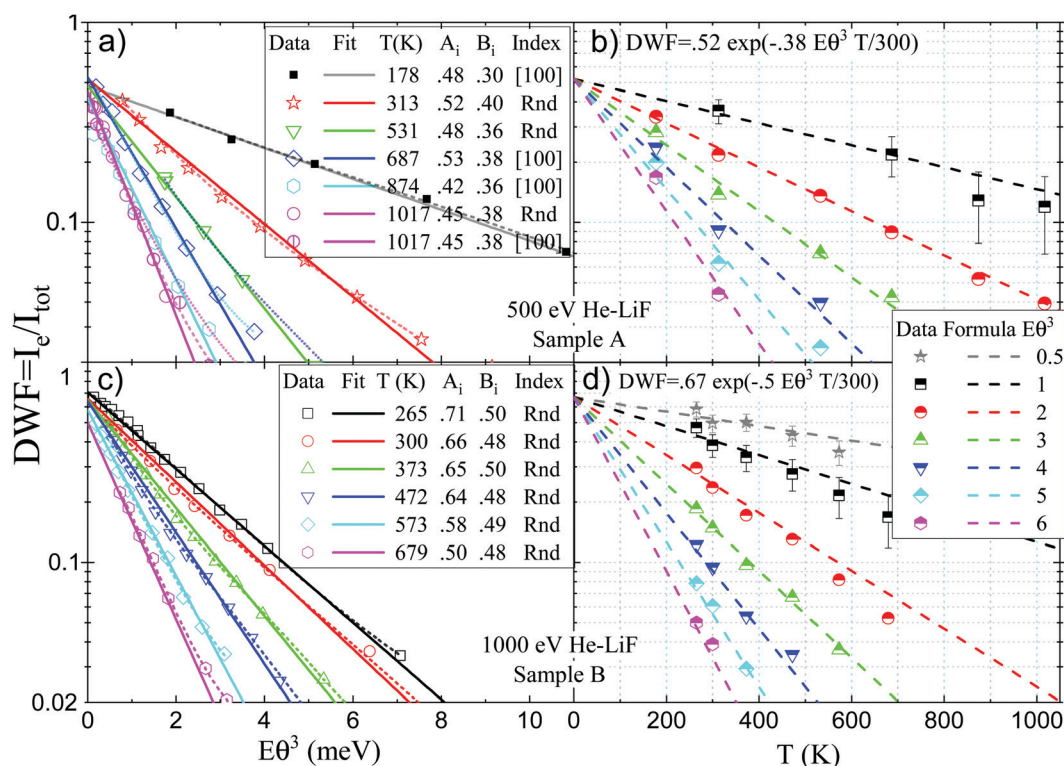 DWF=I_e/I_tot
1
0.1
1
0.1
0.02
a)
Data Fit T(K) A_i B_i Index
178 .48 .30 [100]
313 .52 .40 Rnd
531 .48 .36 Rnd
687 .53 .38 [100]
874 .42 .36 [100]
1017 .45 .38 Rnd
1017 .45 .38 [100]
500 eV He-LiF
Sample A
b) DWF=.52 exp(-.38 Eθ³ T/300)
c)
Data Fit T (K) A_i B_i Index
265 .71 .50 Rnd
300 .66 .48 Rnd
373 .65 .50 Rnd
472 .64 .48 Rnd
573 .58 .49 Rnd
679 .50 .48 Rnd
1000 eV He-LiF
Sample B
d) DWF=.67 exp(-.5 Eθ³ T/300)
Data Formula Eθ³
0.5
1
2
3
4
5
6
0 2 4 6 8 10
Eθ³ (meV)
0 200 400 600 800 1000
T (K)